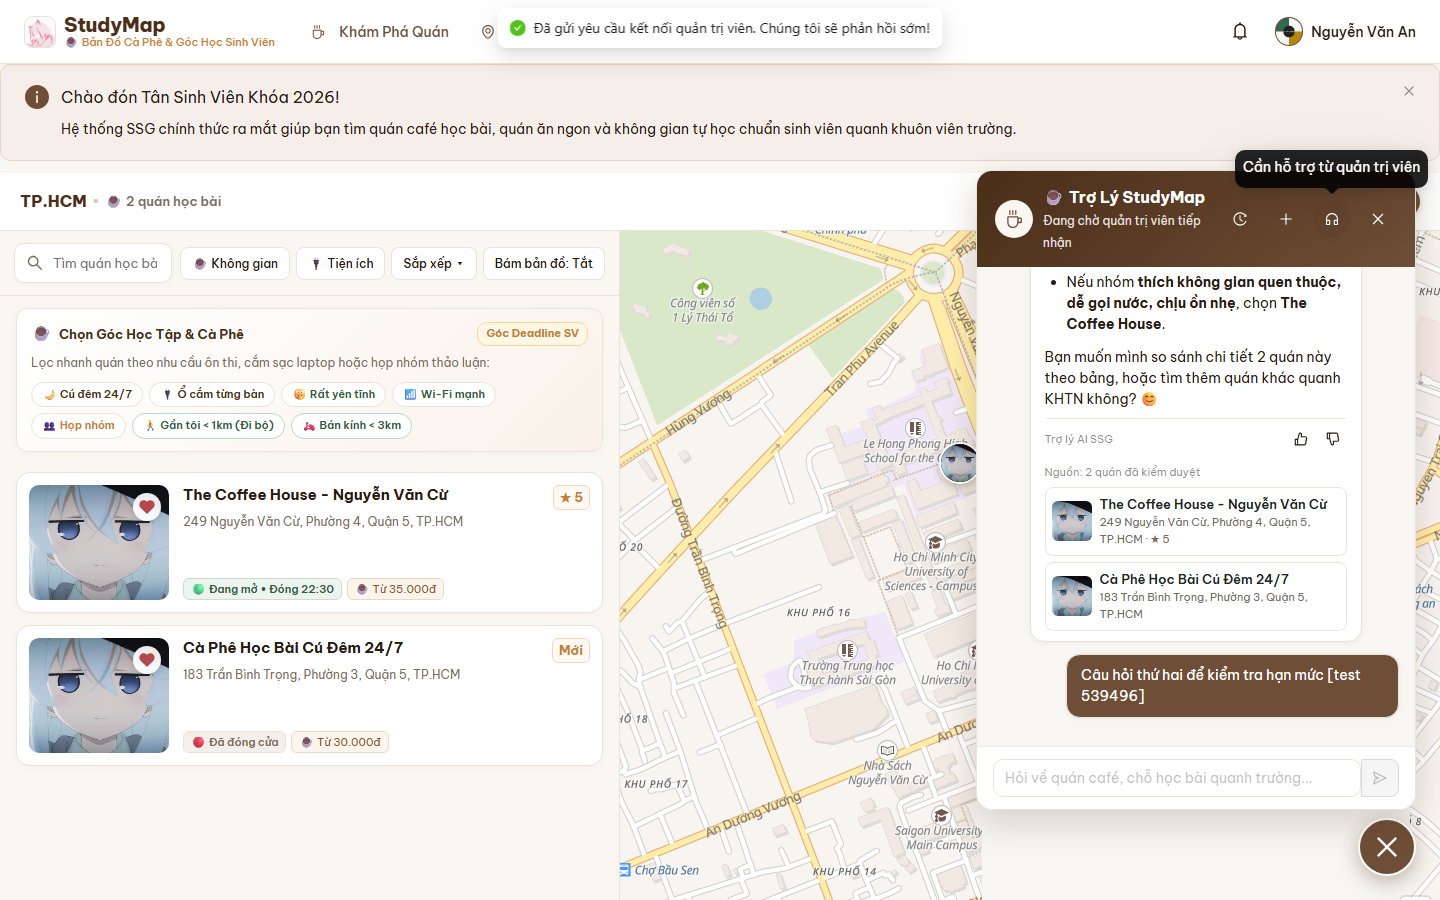 StudyMap
Bản Đồ Cà Phê & Góc Học Sinh Viên
Khám Phá Quán
Đã gửi yêu cầu kết nối quản trị viên. Chúng tôi sẽ phản hồi sớm!
Nguyễn Văn An
Chào đón Tân Sinh Viên Khóa 2026!
Hệ thống SSG chính thức ra mắt giúp bạn tìm quán café học bài, quán ăn ngon và không gian tự học chuẩn sinh viên quanh khuôn viên trường.
Cần hỗ trợ từ quản trị viên
TP.HCM • 2 quán học bài
Tìm quán học bà
Không gian
Tiện ích
Sắp xếp
Bám bản đồ: Tắt
Chọn Góc Học Tập & Cà Phê
Góc Deadline SV
Lọc nhanh quán theo nhu cầu ôn thi, cắm sạc laptop hoặc họp nhóm thảo luận:
Cú đêm 24/7
Ổ cắm từng bàn
Rất yên tĩnh
Wi-Fi mạnh
Họp nhóm
Gần tôi < 1km (Đi bộ)
Bán kính < 3km
The Coffee House - Nguyễn Văn Cừ
★ 5
249 Nguyễn Văn Cừ, Phường 4, Quận 5, TP.HCM
Đang mở • Đóng 22:30
Từ 35.000đ
Cà Phê Học Bài Cú Đêm 24/7
Mới
183 Trần Bình Trọng, Phường 3, Quận 5, TP.HCM
Đã đóng cửa
Từ 30.000đ
Công viên số
1 Lý Thái Tổ
Hùng Vương
Tran Phu Avenue
Le Hong Phong High
School for the
Đường Trần Bình Trọng
Ố 20
Ho Chi Minh City
University of
Sciences - Campus
KHU PHỐ 16
Trường Trung học
Thực hành Sài Gòn
Ho Chi
University
HỐ 18
An Dương
Nhà Sách
Nguyễn Văn Cừ
KHU PHỐ 17
An Dương Vương
Saigon University
Main Campus
Chợ Bàu Sen
KHU PHỐ 14
KHU
8
Trợ Lý StudyMap
Đang chờ quản trị viên tiếp
nhận
• Nếu nhóm thích không gian quen thuộc,
dễ gọi nước, chịu ồn nhẹ, chọn The
Coffee House.
Bạn muốn mình so sánh chi tiết 2 quán này
theo bảng, hoặc tìm thêm quán khác quanh
KHTN không? 😊
Trợ lý AI SSG
Nguồn: 2 quán đã kiểm duyệt
The Coffee House - Nguyễn Văn Cừ
249 Nguyễn Văn Cừ, Phường 4, Quận 5,
TP.HCM · ★ 5
Cà Phê Học Bài Cú Đêm 24/7
183 Trần Bình Trọng, Phường 3, Quận 5,
TP.HCM
Câu hỏi thứ hai để kiểm tra hạn mức [test
539496]
Hỏi về quán café, chỗ học bài quanh trường...